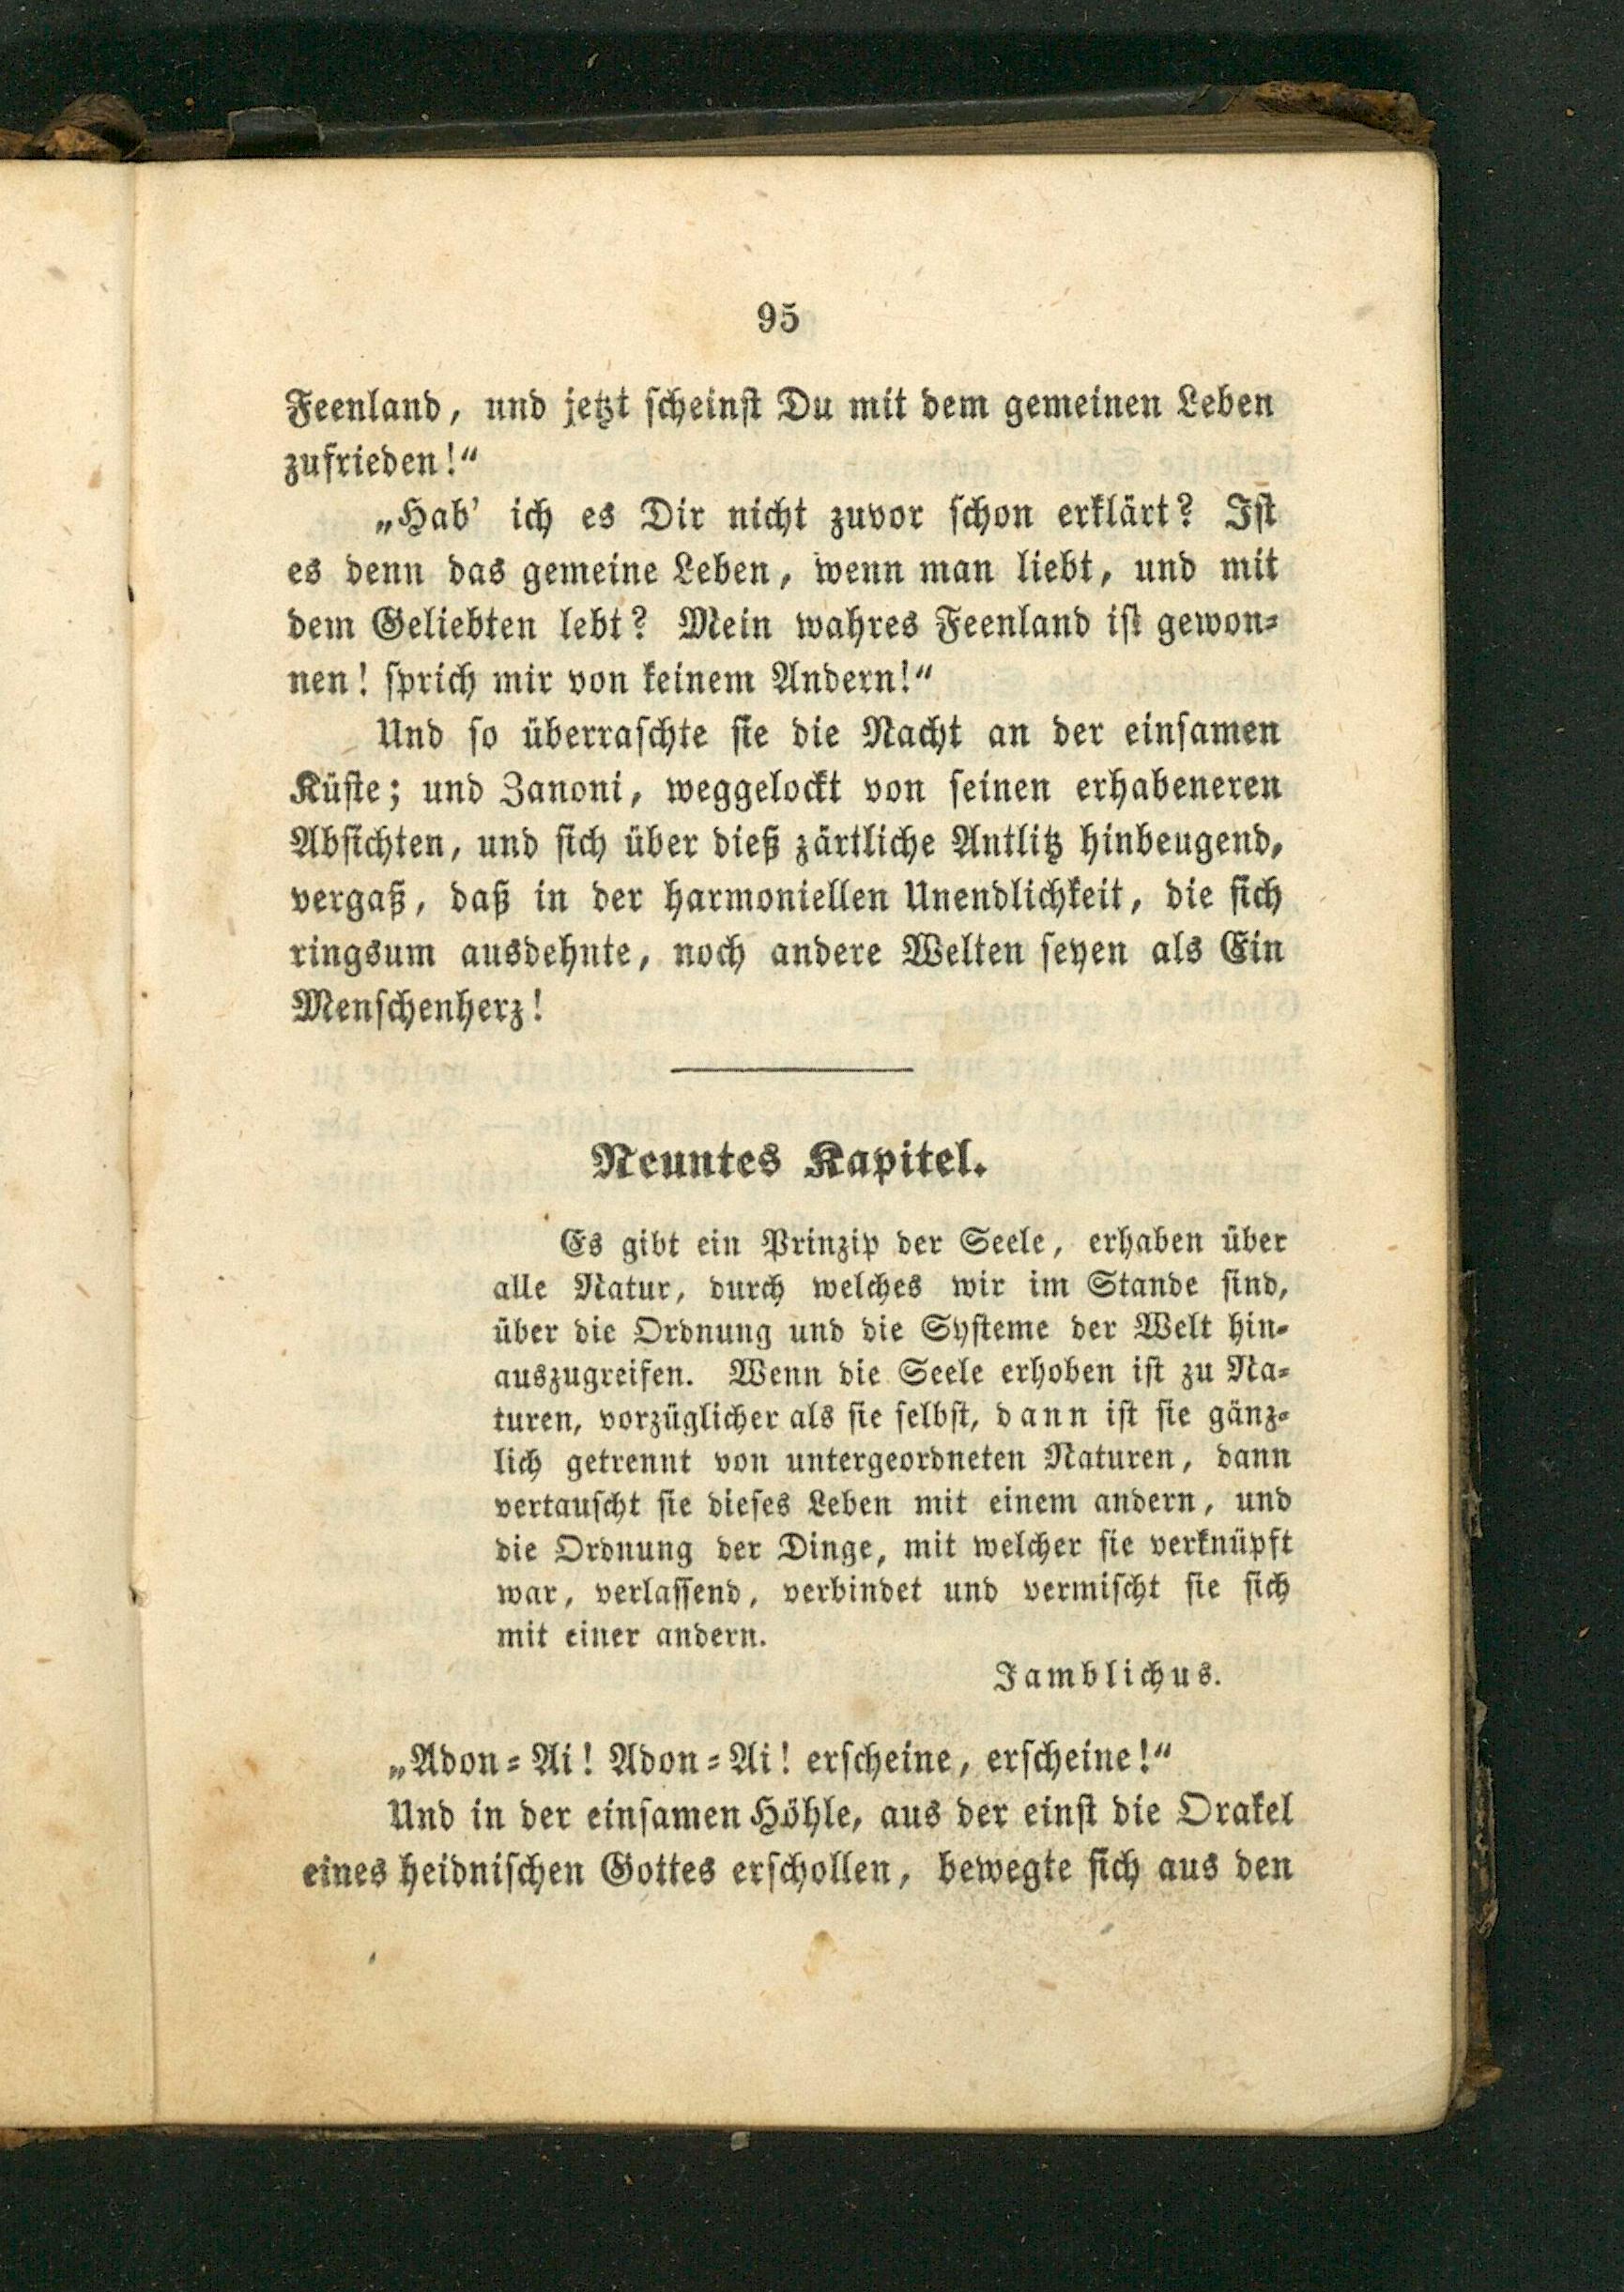 95
Feenland, und jetzt scheinst Du mit dem gemeinen Leben
zufrieden!“
„Hab' ich es Dir nicht zuvor schon erklärt? Ist
es denn das gemeine Leben, wenn man liebt, und mit
dem Geliebten lebt? Mein wahres Feenland ist gewon⸗
nen! sprich mir von keinem Andern!“
Und so überraschte sie die Nacht an der einsamen
Küste; und Zanoni, weggelockt von seinen erhabeneren
Absichten, und sich über dieß zärtliche Antlitz hinbeugend,
vergaß, daß in der harmoniellen Unendlichkeit, die sich
ringsum ausdehnte, noch andere Welten seyen als Ein
Menschenherz!
Neuntes Kapitel.
Es gibt ein Prinzip der Seele, erhaben über
alle Natur, durch welches wir im Stande sind,
über die Ordnung und die Systeme der Welt hin⸗
auszugreifen. Wenn die Seele erhoben ist zu Na⸗
turen, vorzüglicher als sie selbst, dann ist sie gänz⸗
lich getrennt von untergeordneten Naturen, dann
vertauscht sie dieses Leben mit einem andern, und
die Ordnung der Dinge, mit welcher sie verknüpft
war, verlassend, verbindet und vermischt sie sich
mit einer andern.
Jamblichus.
„Adon⸗Ai! Adon⸗Ai! erscheine, erscheine!“
Und in der einsamen Höhle, aus der einst die Orakel
eines heidnischen Gottes erschollen, bewegte sich aus den